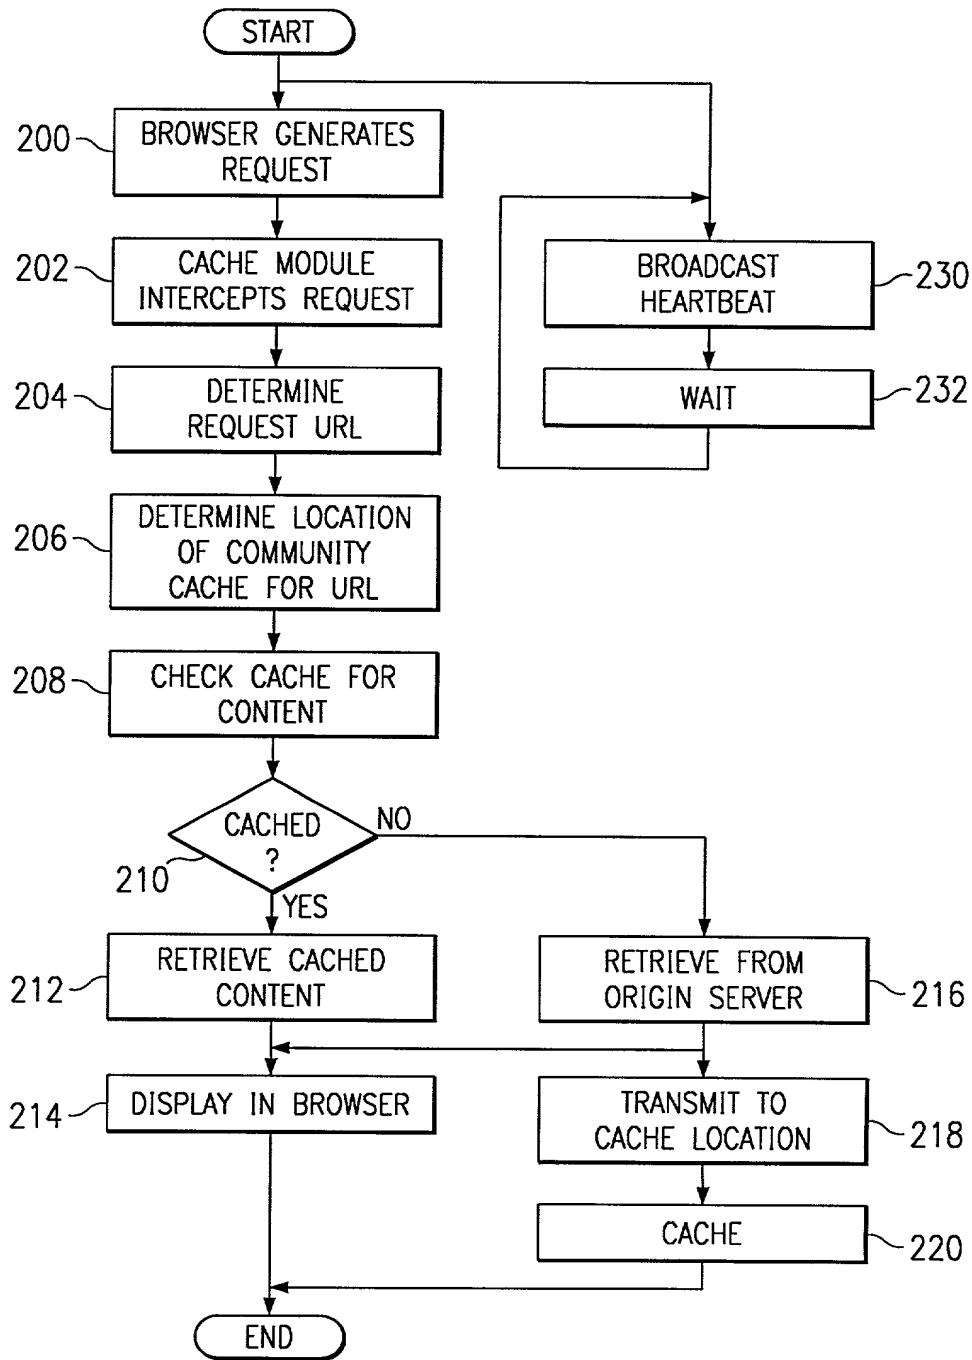 START
200
BROWSER GENERATES
REQUEST
202
CACHE MODULE
INTERCEPTS REQUEST
BROADCAST
HEARTBEAT
230
204
DETERMINE
REQUEST URL
WAIT
232
206
DETERMINE LOCATION
OF COMMUNITY
CACHE FOR URL
208
CHECK CACHE FOR
CONTENT
CACHED
?
NO
210
YES
212
RETRIEVE CACHED
CONTENT
RETRIEVE FROM
ORIGIN SERVER
216
214
DISPLAY IN BROWSER
TRANSMIT TO
CACHE LOCATION
218
CACHE
220
END